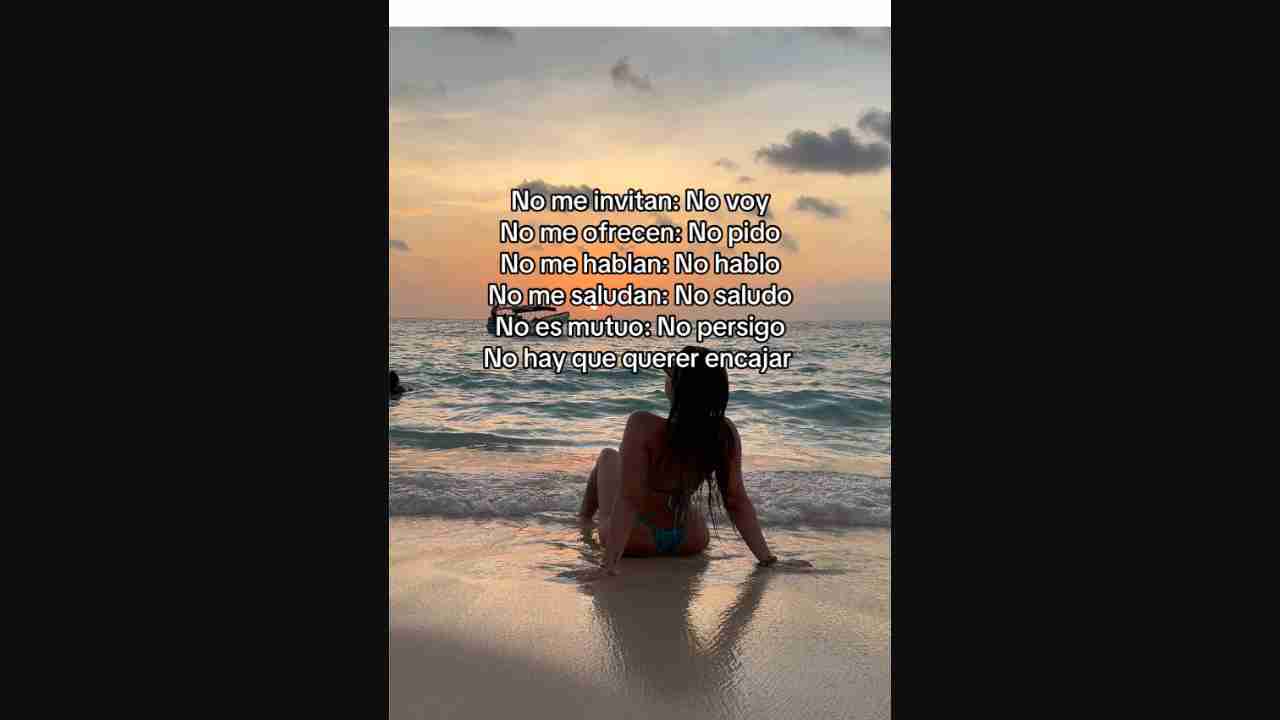 No me invitan: No voy
No me ofrecen: No pido
No me hablan: No hablo
No me saludan: No saludo
No es mutuo: No persigo
No hay que querer encajar